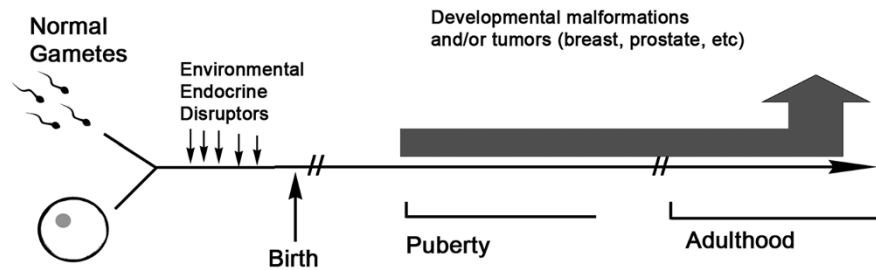 Normal
Gametes
Environmental
Endocrine
Disruptors
Developmental malformations
and/or tumors (breast, prostate, etc)
Birth
Puberty
Adulthood